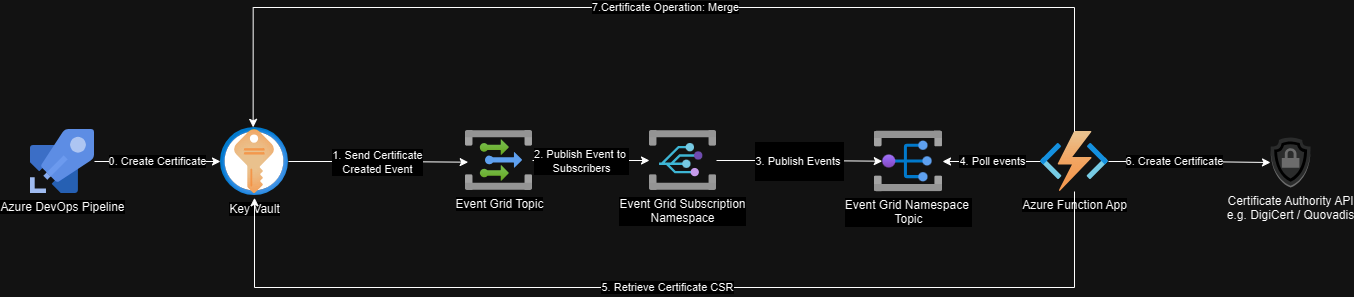 7.Certificate Operation: Merge
0. Create Certificate
1. Send Certificate
Created Event
2. Publish Event to
Subscribers
3. Publish Events
4. Poll events
6. Create Certificate
Azure DevOps Pipeline
Key Vault
Event Grid Topic
Event Grid Subscription
Namespace
Event Grid Namespace
Topic
Azure Function App
Certificate Authority API
e.g. DigiCert / Quovadis
5. Retrieve Certificate CSR